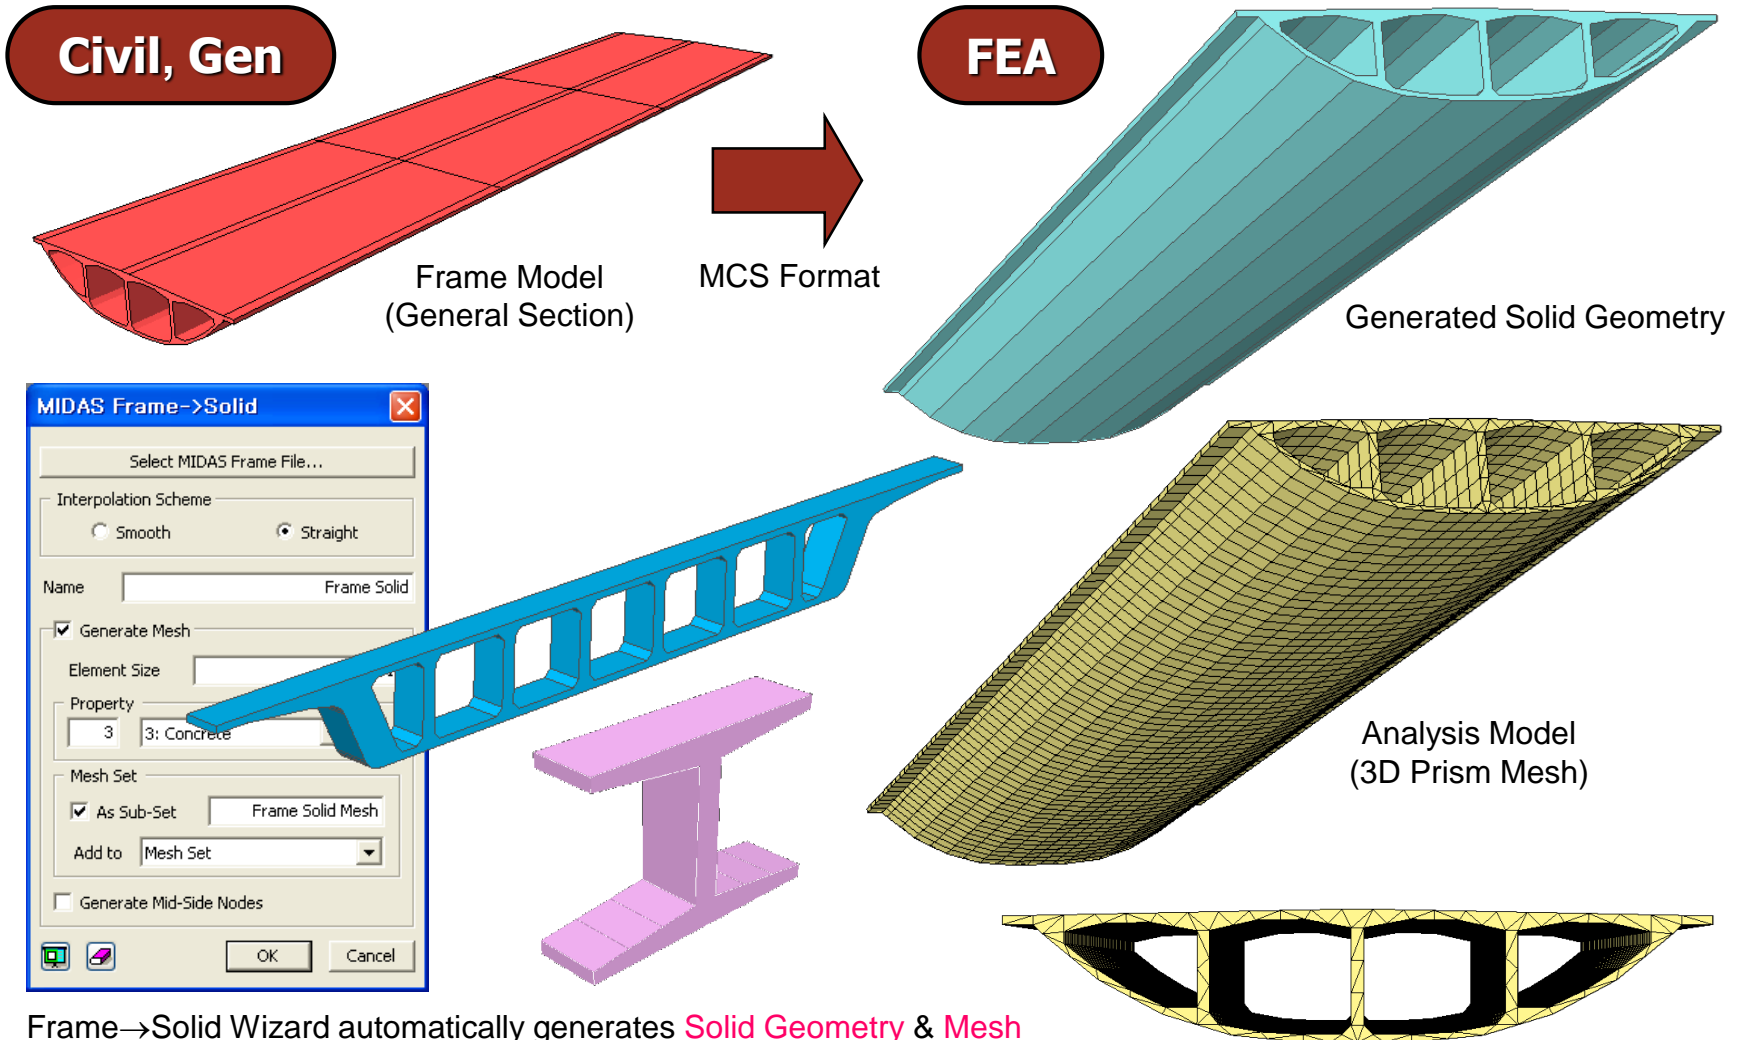 Civil, Gen
FEA
Frame Model
(General Section)
MCS Format
Generated Solid Geometry
MIDAS Frame->Solid
Select MIDAS Frame File...
Interpolation Scheme
Smooth
Straight
Name
Frame Solid
Generate Mesh
Element Size
Property
3
3: Concrete
Mesh Set
As Sub-Set
Frame Solid Mesh
Add to
Mesh Set
Generate Mid-Side Nodes
OK
Cancel
Analysis Model
(3D Prism Mesh)
Frame→Solid Wizard automatically generates Solid Geometry & Mesh